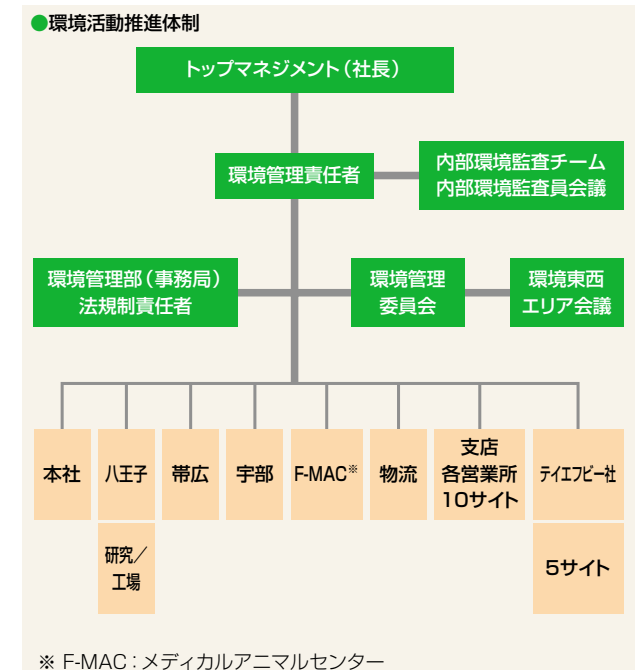 ●環境活動推進体制
トップマネジメント（社長）
環境管理責任者
内部環境監査チーム
内部環境監査員会議
環境管理部（事務局）
法規制責任者
環境管理
委員会
環境東西
エリア会議
本社
八王子
帯広
宇部
F-MAC※
物流
支店
各営業所
10サイト
テイエフビー社
研究／
工場
5サイト
※ F-MAC：メディカルアニマルセンター